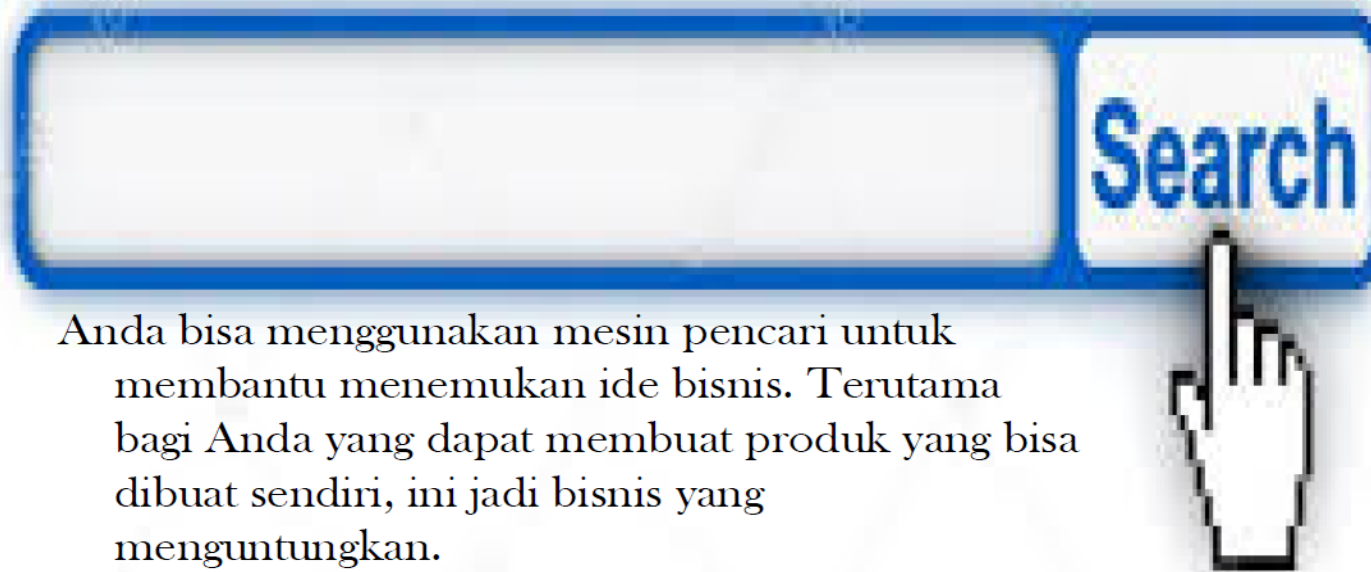 Search
Anda bisa menggunakan mesin pencari untuk
membantu menemukan ide bisnis. Terutama
bagi Anda yang dapat membuat produk yang bisa
dibuat sendiri, ini jadi bisnis yang
menguntungkan.